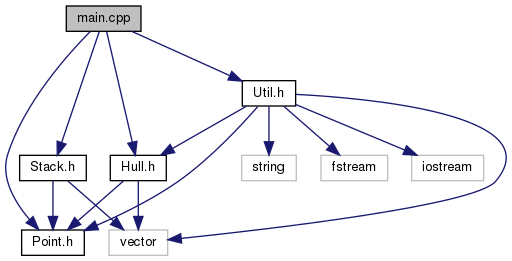 main.cpp
Util.h
Stack.h
Hull.h
string
fstream
iostream
Point.h
vector